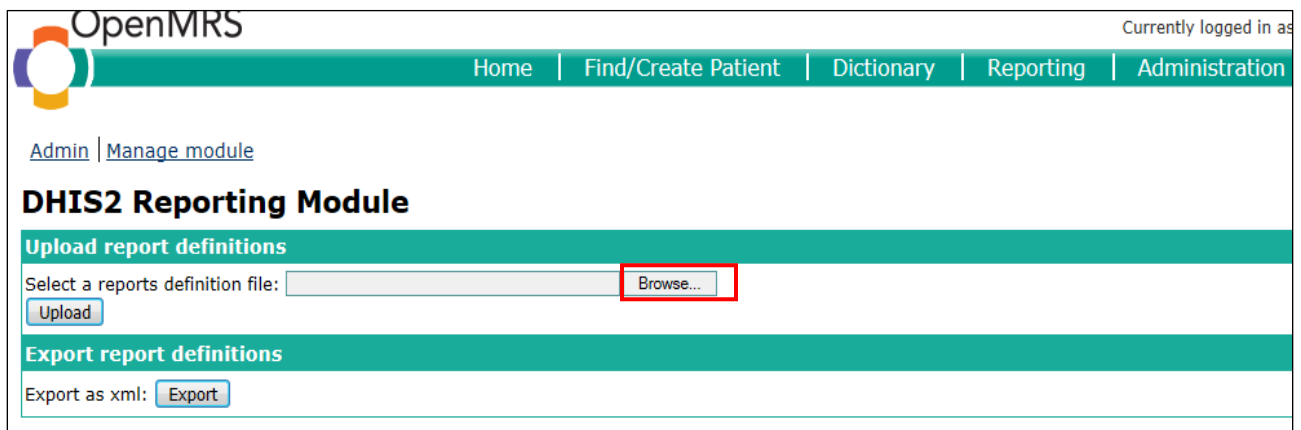 OpenMRS
Currently logged in as
Home | Find/Create Patient | Dictionary | Reporting | Administration
Admin | Manage module
DHIS2 Reporting Module
Upload report definitions
Select a reports definition file: Browse...
Upload
Export report definitions
Export as xml: Export